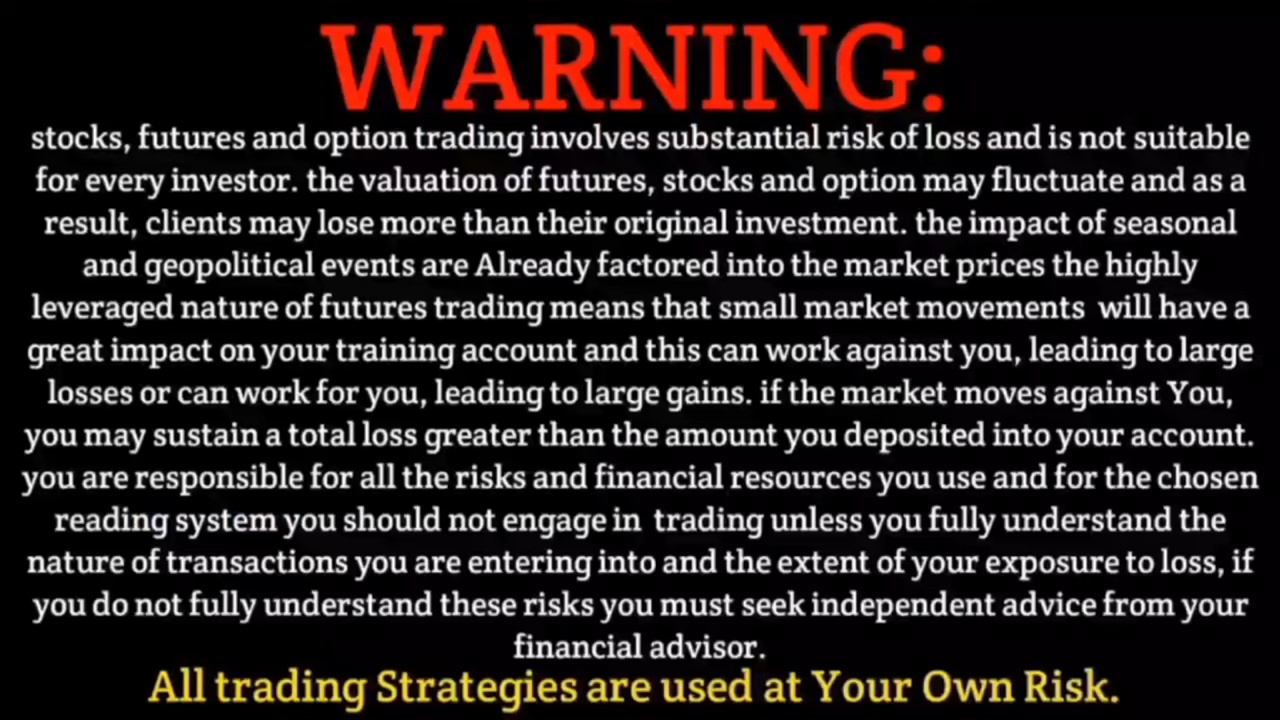 WARNING:
stocks, futures and option trading involves substantial risk of loss and is not suitable
for every investor. the valuation of futures, stocks and option may fluctuate and as a
result, clients may lose more than their original investment. the impact of seasonal
and geopolitical events are Already factored into the market prices the highly
leveraged nature of futures trading means that small market movements will have a
great impact on your training account and this can work against you, leading to large
losses or can work for you, leading to large gains. if the market moves against You,
you may sustain a total loss greater than the amount you deposited into your account.
you are responsible for all the risks and financial resources you use and for the chosen
reading system you should not engage in trading unless you fully understand the
nature of transactions you are entering into and the extent of your exposure to loss, if
you do not fully understand these risks you must seek independent advice from your
financial advisor.
All trading Strategies are used at Your Own Risk.